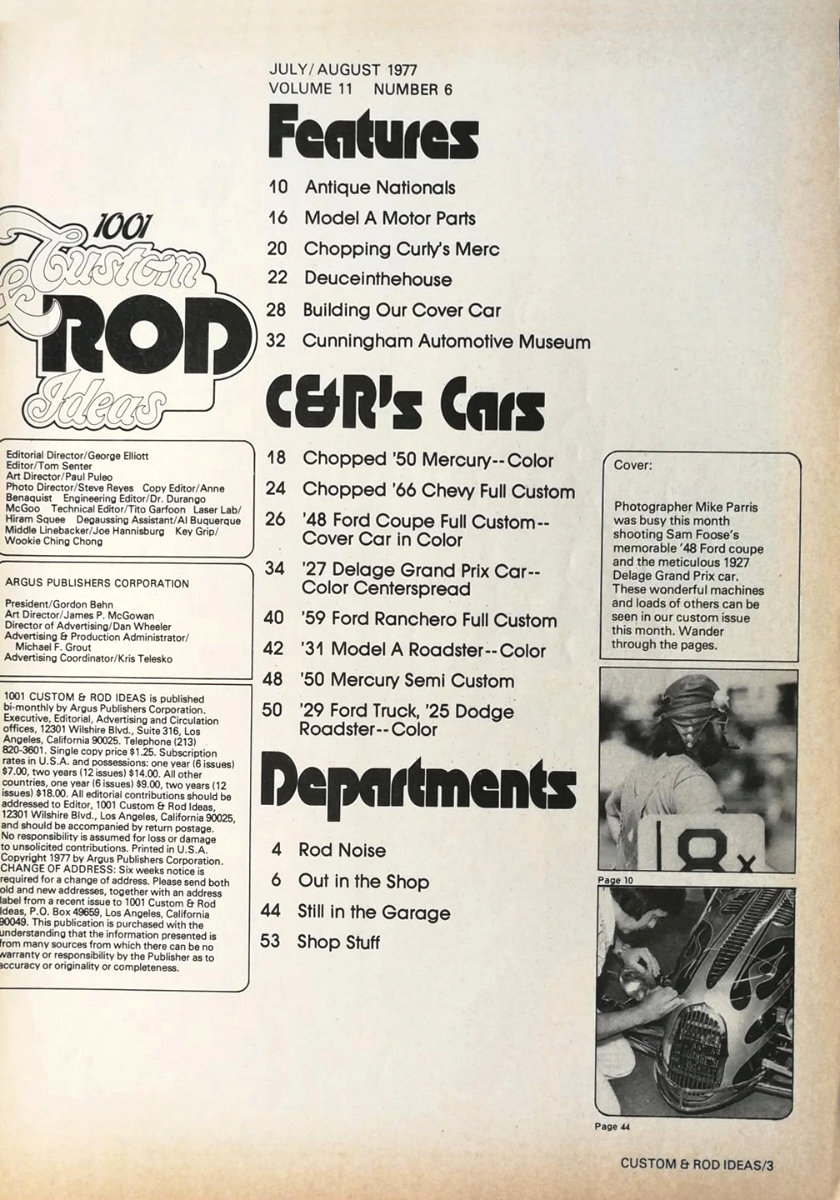 JULY/AUGUST 1977
VOLUME 11 NUMBER 6
Features
10 Antique Nationals
16 Model A Motor Parts
20 Chopping Curly's Merc
22 Deuceinthehouse
28 Building Our Cover Car
32 Cunningham Automotive Museum
C&R's Cars
18 Chopped '50 Mercury--Color
24 Chopped '66 Chevy Full Custom
26 '48 Ford Coupe Full Custom--
Cover Car in Color
34 '27 Delage Grand Prix Car--
Color Centerspread
40 '59 Ford Ranchero Full Custom
42 '31 Model A Roadster--Color
48 '50 Mercury Semi Custom
50 '29 Ford Truck, '25 Dodge
Roadster--Color
Departments
4 Rod Noise
6 Out in the Shop
44 Still in the Garage
53 Shop Stuff
1001
Custom
& ROD
Ideas
Editorial Director/George Elliott
Editor/Tom Senter
Art Director/Paul Puleo
Photo Director/Steve Reyes Copy Editor/Anne
Benaquist Engineering Editor/Dr. Durango
McGoo Technical Editor/Tito Garfoon Laser Lab/
Hiram Squee Degaussing Assistant/Al Buquerque
Middle Linebacker/Joe Hannisburg Key Grip/
Wookie Ching Chong
ARGUS PUBLISHERS CORPORATION
President/Gordon Behn
Art Director/James P. McGowan
Director of Advertising/Dan Wheeler
Advertising & Production Administrator/
Michael F. Grout
Advertising Coordinator/Kris Telesko
1001 CUSTOM & ROD IDEAS is published
bi-monthly by Argus Publishers Corporation.
Executive, Editorial, Advertising and Circulation
offices, 12301 Wilshire Blvd., Suite 316, Los
Angeles, California 90025. Telephone (213)
820-3601. Single copy price $1.25. Subscription
rates in U.S.A. and possessions: one year (6 issues)
$7.00, two years (12 issues) $14.00. All other
countries, one year (6 issues) $9.00, two years (12
issues) $18.00. All editorial contributions should be
addressed to Editor, 1001 Custom & Rod Ideas,
12301 Wilshire Blvd., Los Angeles, California 90025,
and should be accompanied by return postage.
No responsibility is assumed for loss or damage
to unsolicited contributions. Printed in U.S.A.
Copyright 1977 by Argus Publishers Corporation.
CHANGE OF ADDRESS: Six weeks notice is
required for a change of address. Please send both
old and new addresses, together with an address
label from a recent issue to 1001 Custom & Rod
Ideas, P.O. Box 49659, Los Angeles, California
90049. This publication is purchased with the
understanding that the information presented is
from many sources from which there can be no
warranty or responsibility by the Publisher as to
accuracy or originality or completeness.
Cover:
Photographer Mike Parris
was busy this month
shooting Sam Foose's
memorable '48 Ford coupe
and the meticulous 1927
Delage Grand Prix car.
These wonderful machines
and loads of others can be
seen in our custom issue
this month. Wander
through the pages.
18x
Page 10
Page 44
CUSTOM & ROD IDEAS/3